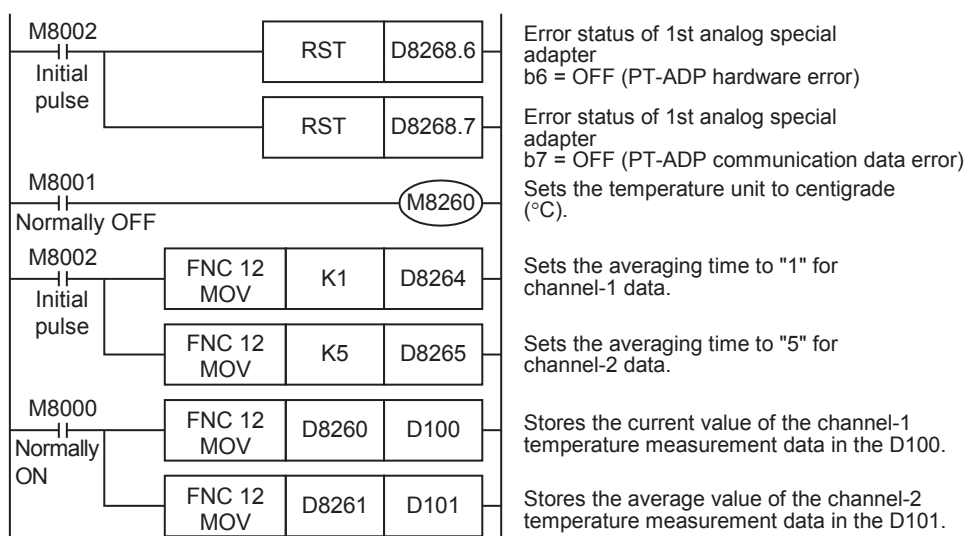 M8002
Initial
pulse
RST D8268.6
Error status of 1st analog special
adapter
b6 = OFF (PT-ADP hardware error)
RST D8268.7
Error status of 1st analog special
adapter
b7 = OFF (PT-ADP communication data error)
M8001
Normally OFF
M8260
Sets the temperature unit to centigrade
(°C).
M8002
Initial
pulse
FNC 12
MOV
K1 D8264
Sets the averaging time to "1" for
channel-1 data.
FNC 12
MOV
K5 D8265
Sets the averaging time to "5" for
channel-2 data.
M8000
Normally
ON
FNC 12
MOV
D8260 D100
Stores the current value of the channel-1
temperature measurement data in the D100.
FNC 12
MOV
D8261 D101
Stores the average value of the channel-2
temperature measurement data in the D101.